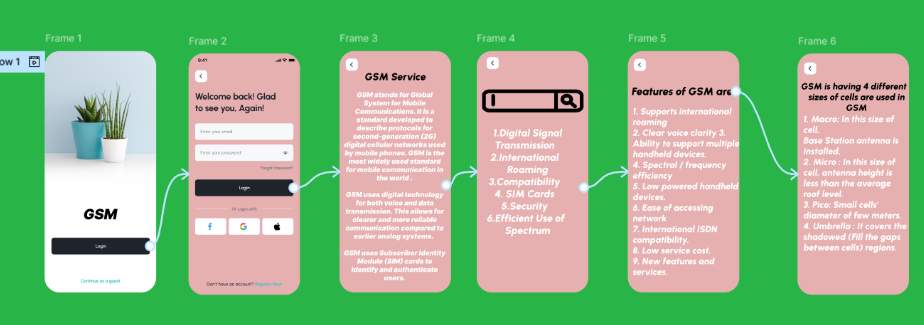 Frame 1
ow 1
GSM
Login
Continue as a guest
Frame 2
9:41
Welcome back! Glad
to see you, Again!
Enter you email
Enter you password
Forgot Password?
Login
Or Login with
Don't have an account? Register Now
Frame 3
GSM Service
GSM stands for Global
System for Mobile
Communications. It is a
standard developed to
describe protocols for
second-generation (2G)
digital cellular networks used
by mobile phones. GSM is the
most widely used standard
for mobile communication in
the world .
GSM uses digital technology
for both voice and data
transmission. This allows for
clearer and more reliable
communication compared to
earlier analog systems.
GSM uses Subscriber Identity
Module (SIM) cards to
identify and authenticate
users.
Frame 4
1.Digital Signal
Transmission
2.International
Roaming
3.Compatibility
4. SIM Cards
5.Security
6.Efficient Use of
Spectrum
Frame 5
Features of GSM are
1. Supports international
roaming
2. Clear voice clarity 3.
Ability to support multiple
handheld devices.
4. Spectral / frequency
efficiency
5. Low powered handheld
devices.
6. Ease of accessing
network
7. International ISDN
compatibility.
8. Low service cost.
9. New features and
services.
Frame 6
GSM is having 4 different
sizes of cells are used in
GSM
1. Macro: In this size of
cell,
Base Station antenna is
installed.
2. Micro : In this size of
cell, antenna height is
less than the average
roof level.
3. Pico: Small cells'
diameter of few meters.
4. Umbrella : It covers the
shadowed (Fill the gaps
between cells) regions.